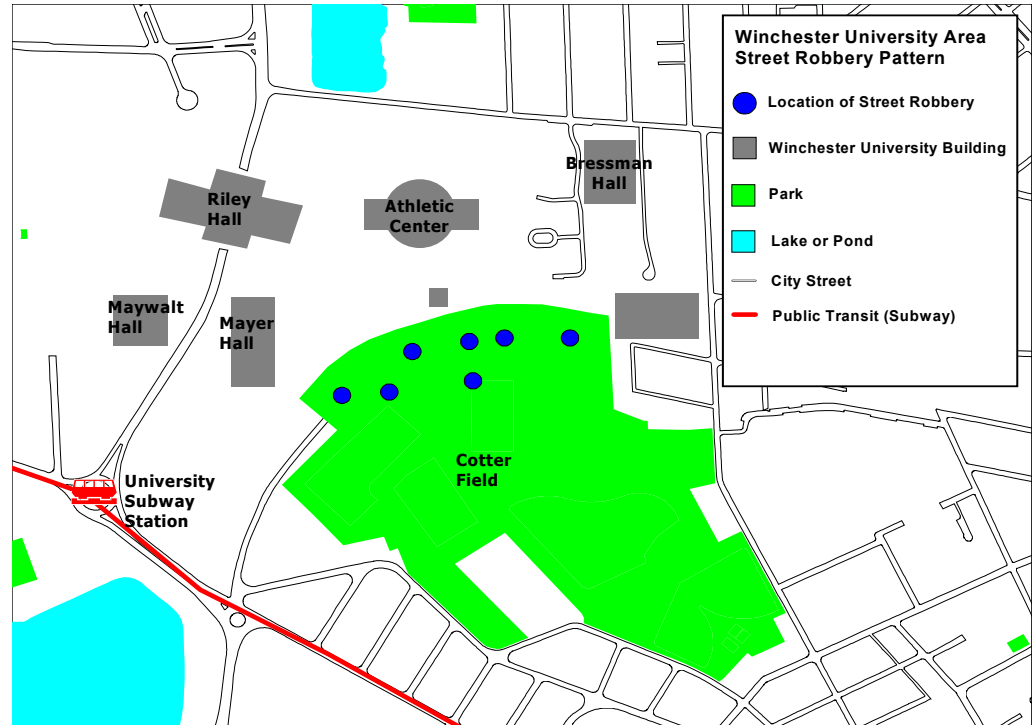 Winchester University Area
Street Robbery Pattern
Location of Street Robbery
Winchester University Building
Park
Lake or Pond
City Street
Public Transit (Subway)
Bressman
Hall
Riley
Hall
Athletic
Center
Maywalt
Hall
Mayer
Hall
Cotter
Field
University
Subway
Station